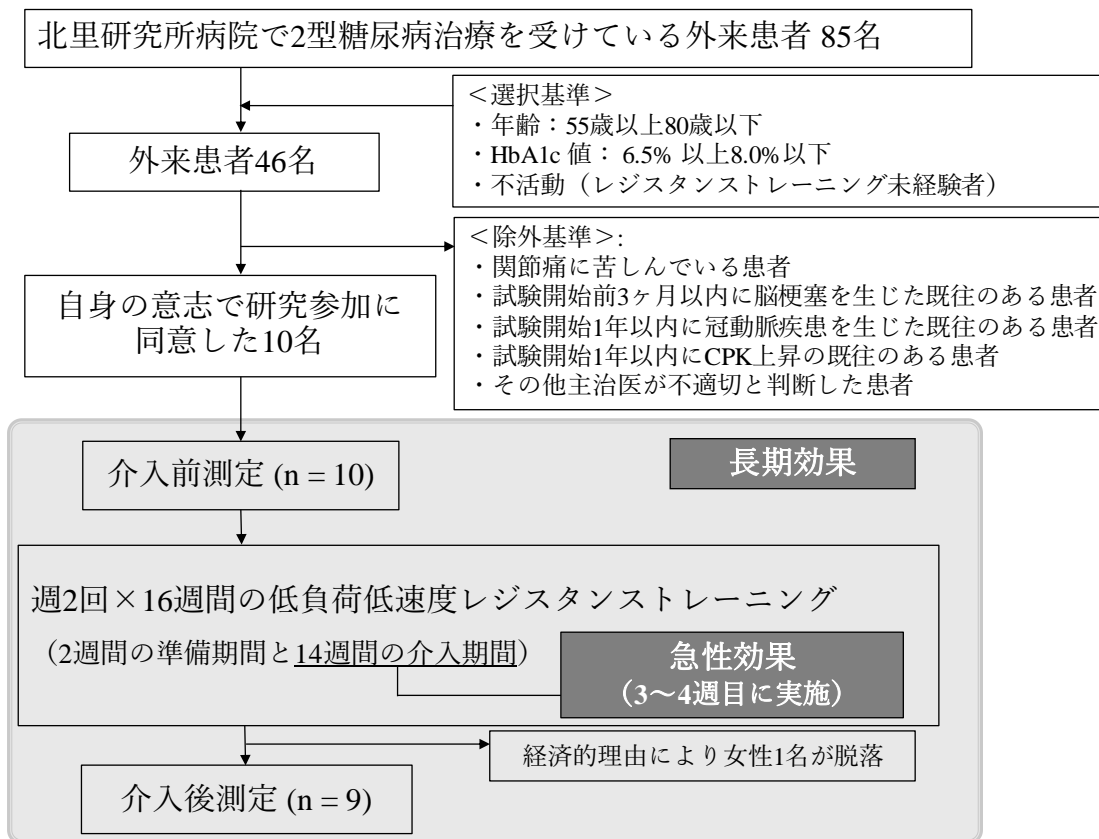 北里研究所病院で2型糖尿病治療を受けている外来患者 85名
＜選択基準＞
・年齢：55歳以上80歳以下
・HbA1c 値： 6.5% 以上8.0%以下
・不活動（レジスタンストレーニング未経験者）
外来患者46名
＜除外基準＞:
・関節痛に苦しんでいる患者
・試験開始前3ヶ月以内に脳梗塞を生じた既往のある患者
・試験開始1年以内に冠動脈疾患を生じた既往のある患者
・試験開始1年以内にCPK上昇の既往のある患者
・その他主治医が不適切と判断した患者
自身の意志で研究参加に
同意した10名
介入前測定 (n = 10)
長期効果
週2回×16週間の低負荷低速度レジスタンストレーニング
（2週間の準備期間と14週間の介入期間）
急性効果
（3～4週目に実施）
経済的理由により女性1名が脱落
介入後測定 (n = 9)